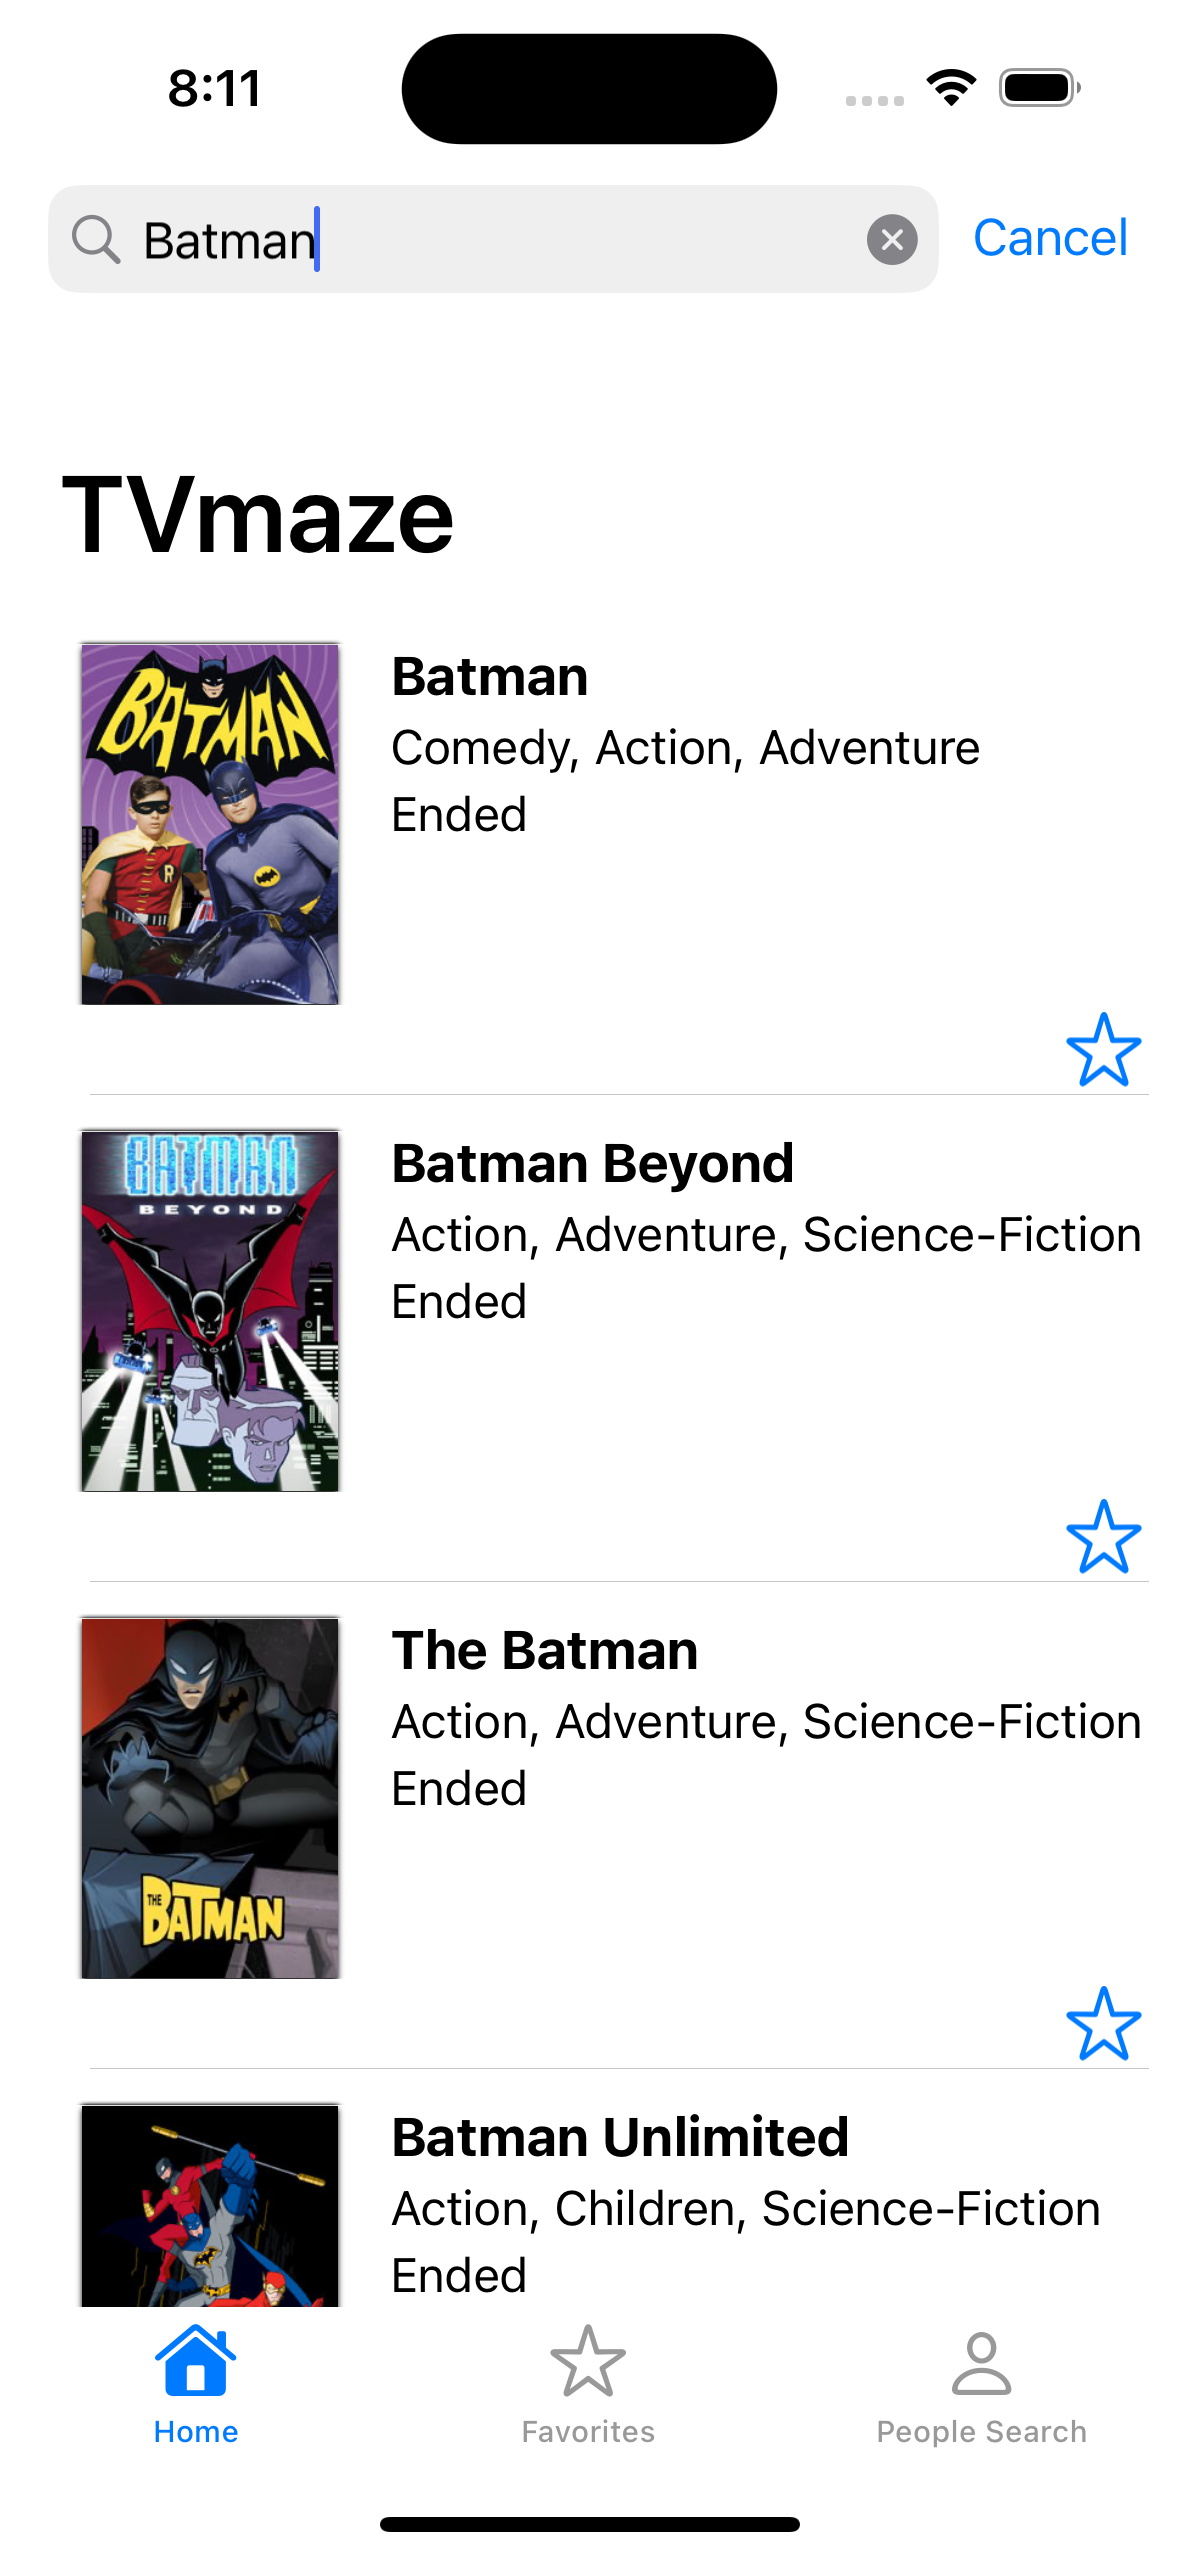 8:11
Batman
Cancel
TVmaze
BATMAN
R
Batman
Comedy, Action, Adventure
Ended
BATMAN
BEYOND
Batman Beyond
Action, Adventure, Science-Fiction
Ended
The Batman
Action, Adventure, Science-Fiction
Ended
THE
BATMAN
Batman Unlimited
Action, Children, Science-Fiction
Ended
Home
Favorites
People Search